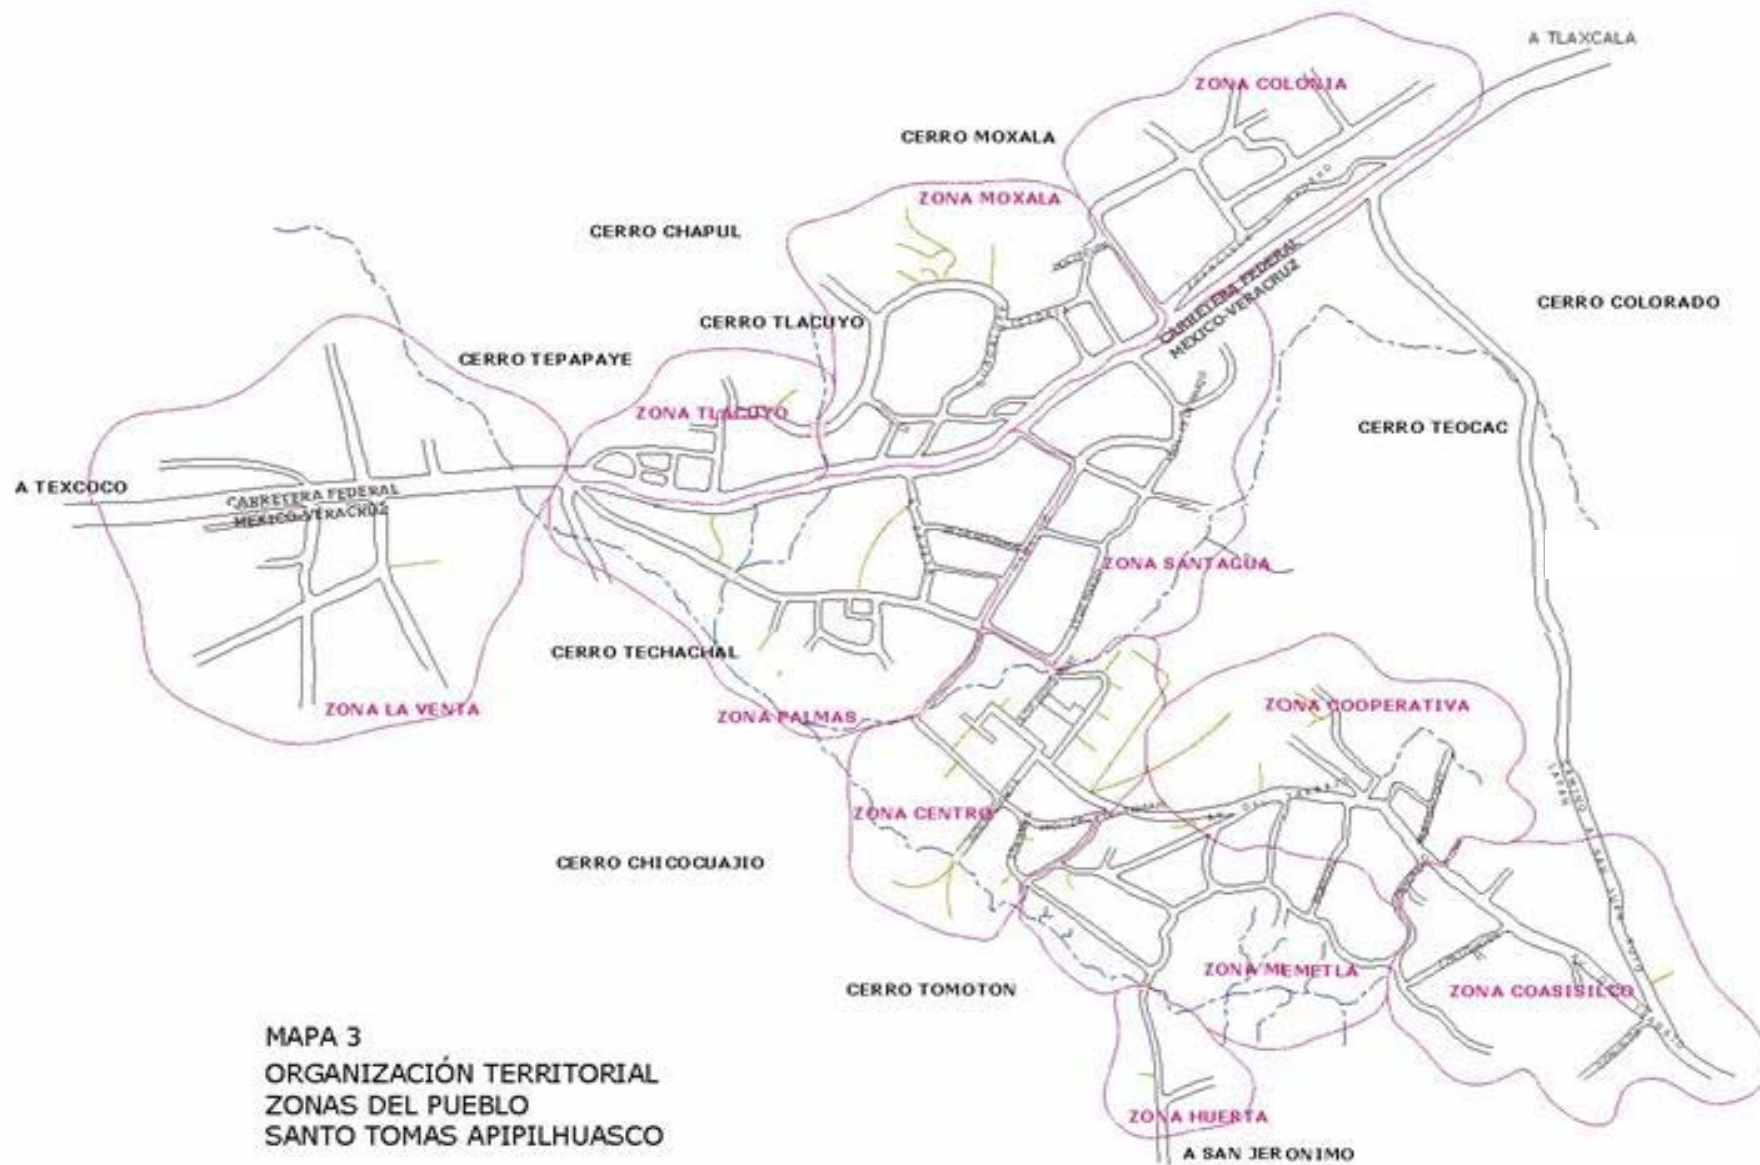 A TLAXCALA
ZONA COLONIA
CERRO MOXALA
ZONA MOXALA
CERRO CHAPUL
CARRETERA FEDERAL
MEXICO-VERACRUZ
CERRO COLORADO
CERRO TLACUYO
CERRO TEPAPAYE
ZONA TLACUYO
CERRO TEOCAC
A TEXCOCO
CARRETERA FEDERAL
MEXICO-VERACRUZ
ZONA SANTAGUA
CERRO TECHACHAL
ZONA LA VENTA
ZONA PALMAS
ZONA COOPERATIVA
ZONA CENTRO
CERRO CHICOCUAJIO
CAMINO A SAN JUAN
ZONA MEMETLA
CERRO TOMOTON
ZONA COASISILCO
ZONA HUERTA
A SAN JERONIMO
MAPA 3
ORGANIZACIÓN TERRITORIAL
ZONAS DEL PUEBLO
SANTO TOMAS APIPILHUASCO